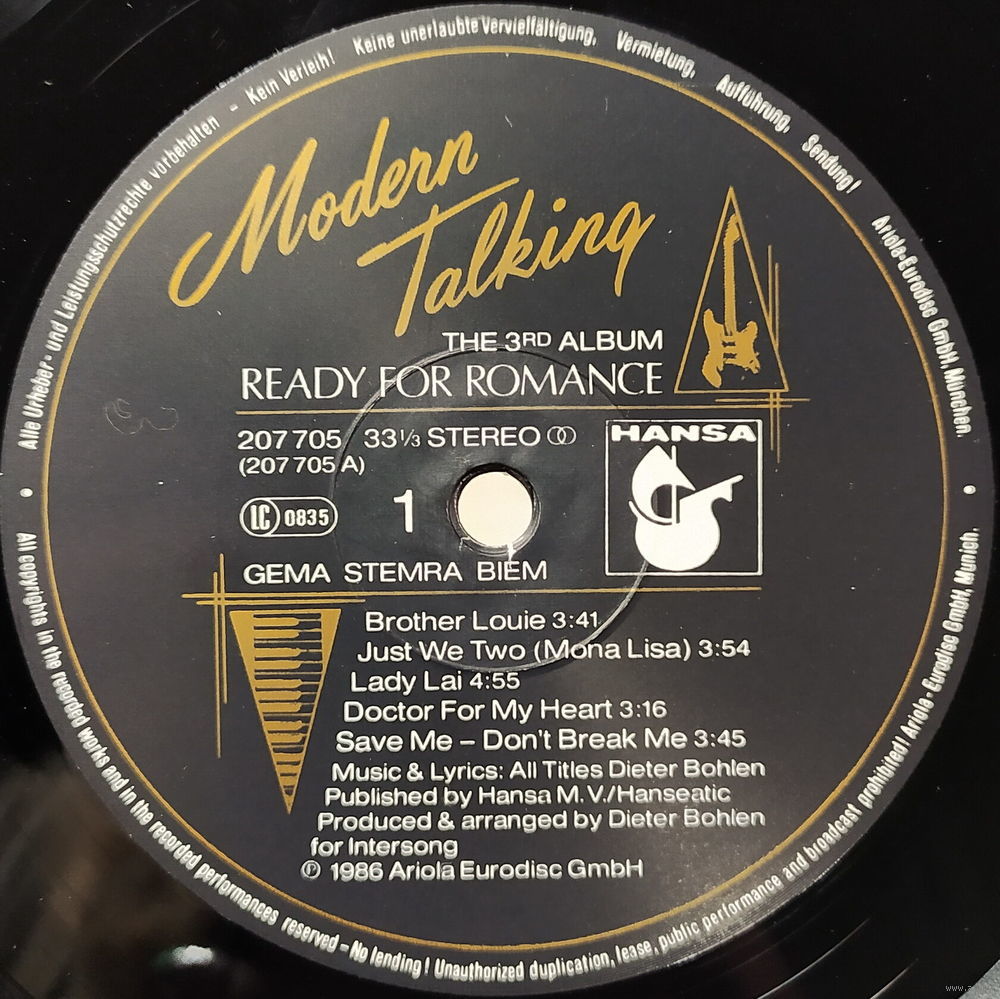 Alle Urheber- und Leistungsschutzrechte vorbehalten - Kein Verleih! Keine unerlaubte Vervielfältigung, Vermietung, Aufführung, Sendung! Ariola-Eurodisc GmbH, München.
Modern
Talking
THE 3RD ALBUM
READY FOR ROMANCE
207 705 33 1/3 STEREO
(207 705 A)
HANSA
LC 0835
1
GEMA STEMRA BIEM
Brother Louie 3:41
Just We Two (Mona Lisa) 3:54
Lady Lai 4:55
Doctor For My Heart 3:16
Save Me – Don't Break Me 3:45
Music & Lyrics: All Titles Dieter Bohlen
Published by Hansa M.V./Hanseatic
Produced & arranged by Dieter Bohlen
for Intersong
℗ 1986 Ariola Eurodisc GmbH
All copyrights in the recorded works and in the recorded performances reserved – No lending! Unauthorized duplication, lease, public performance and broadcast prohibited! Ariola-Eurodisc GmbH, Munich.